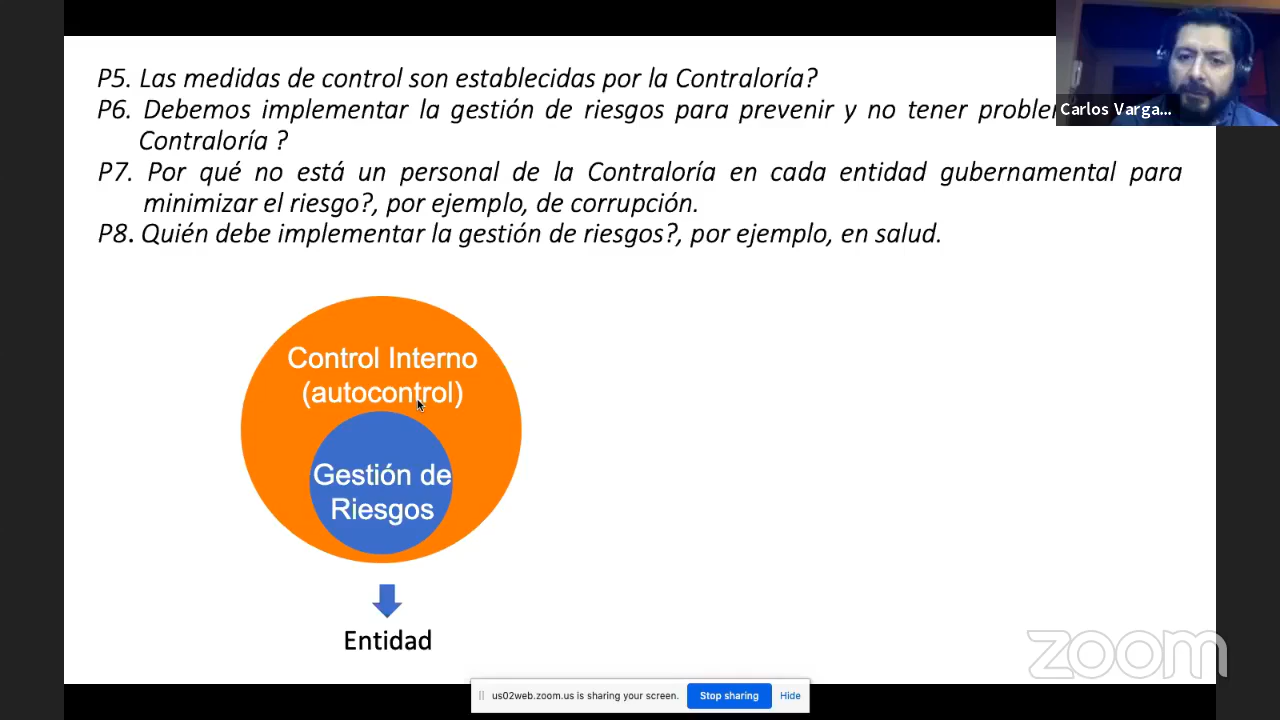 P5. Las medidas de control son establecidas por la Contraloría?
P6. Debemos implementar la gestión de riesgos para prevenir y no tener
Contraloría ?
P7. Por qué no está un personal de la Contraloría en cada entidad gubernamental para
minimizar el riesgo?, por ejemplo, de corrupción.
P8. Quién debe implementar la gestión de riesgos?, por ejemplo, en salud.
Carlos Varga...
Control Interno
(autocontrol)
Gestión de
Riesgos
Entidad
zoom
us02web.zoom.us is sharing your screen.
Stop sharing
Hide